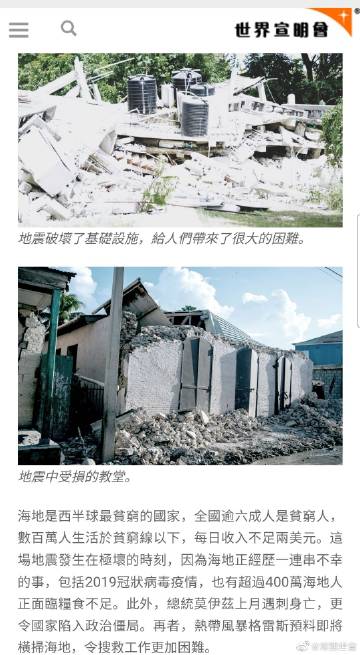 世界宣明會
地震破壞了基礎設施，給人們帶來了很大的困難。
地震中受損的教堂。
海地是西半球最貧窮的國家，全國逾六成人是貧窮人，
數百萬人生活於貧窮線以下，每日收入不足兩美元。這
場地震發生在極壞的時刻，因為海地正經歷一連串不幸
的事，包括2019冠狀病毒疫情，也有超過400萬海地人
正面臨糧食不足。此外，總統莫伊茲上月遇刺身亡，更
令國家陷入政治僵局。再者，熱帶風暴格雷斯預料即將
橫掃海地，令搜救工作更加困難。